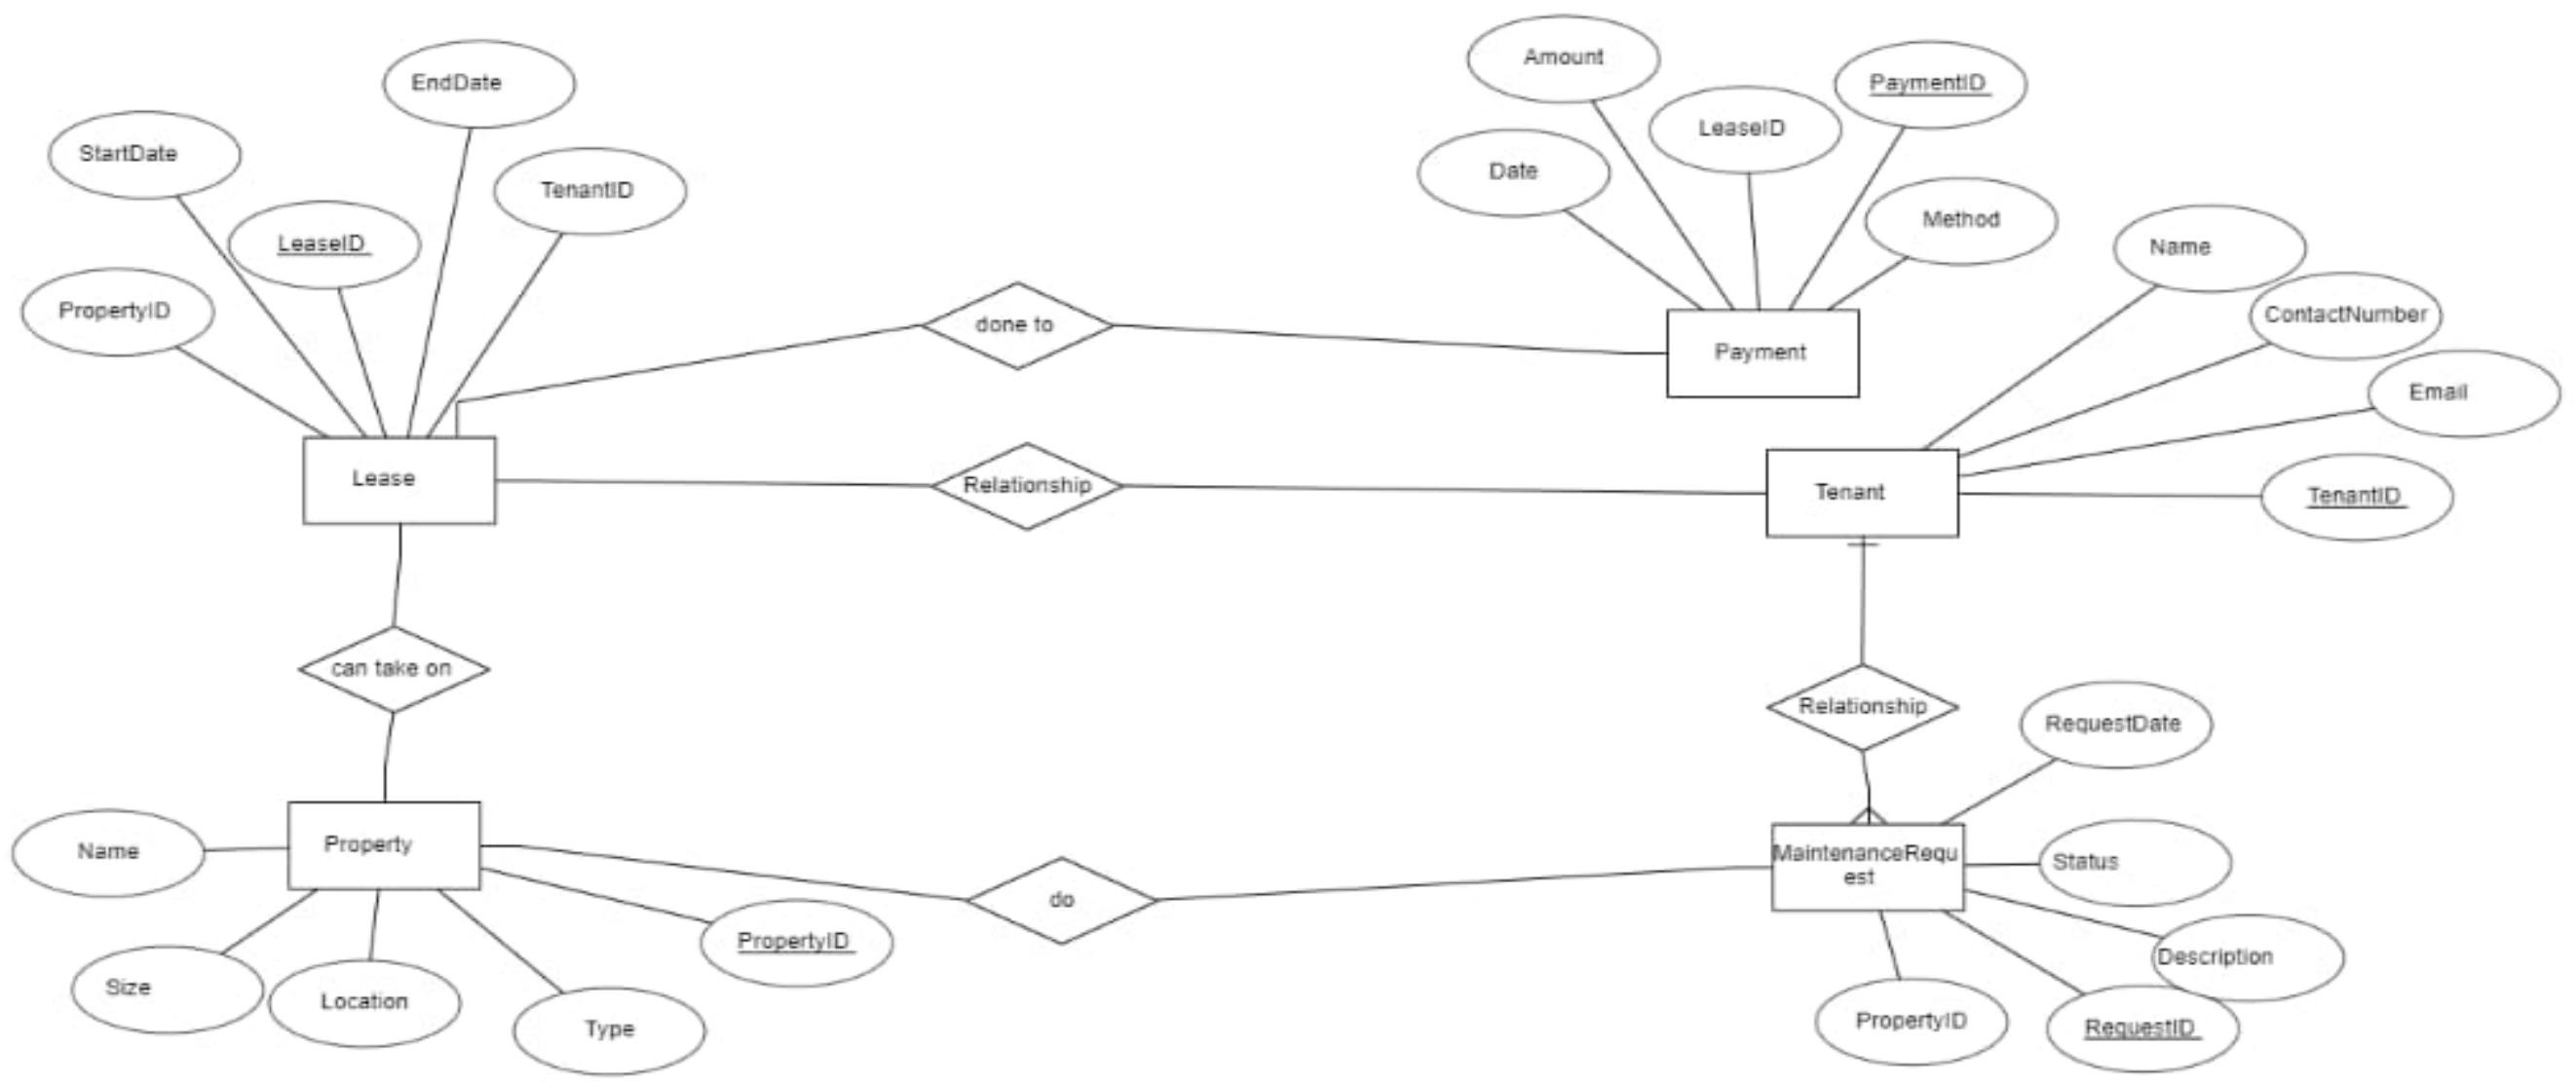 Amount
EndDate
PaymentID
LeaseID
StartDate
Date
TenantID
Method
LeaseID
Name
PropertyID
ContactNumber
done to
Payment
Email
Lease
Relationship
Tenant
TenantID
can take on
Relationship
RequestDate
Name
Property
MaintenanceRequ
est
Status
do
PropertyID
Description
Size
Location
Type
PropertyID
RequestID